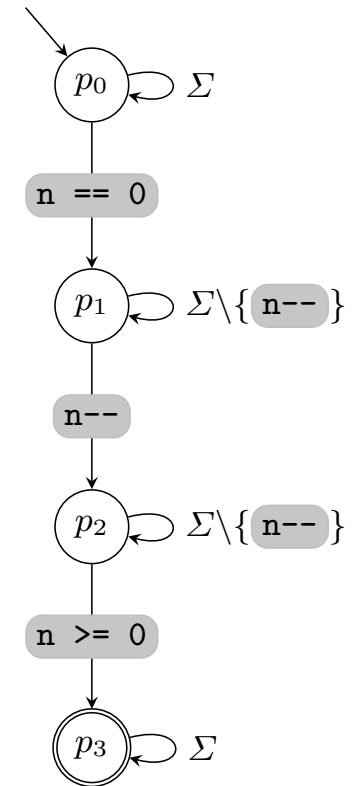 p₀ Σ
n == 0
p₁ Σ\{n--}
n--
p₂ Σ\{n--}
n >= 0
p₃ Σ